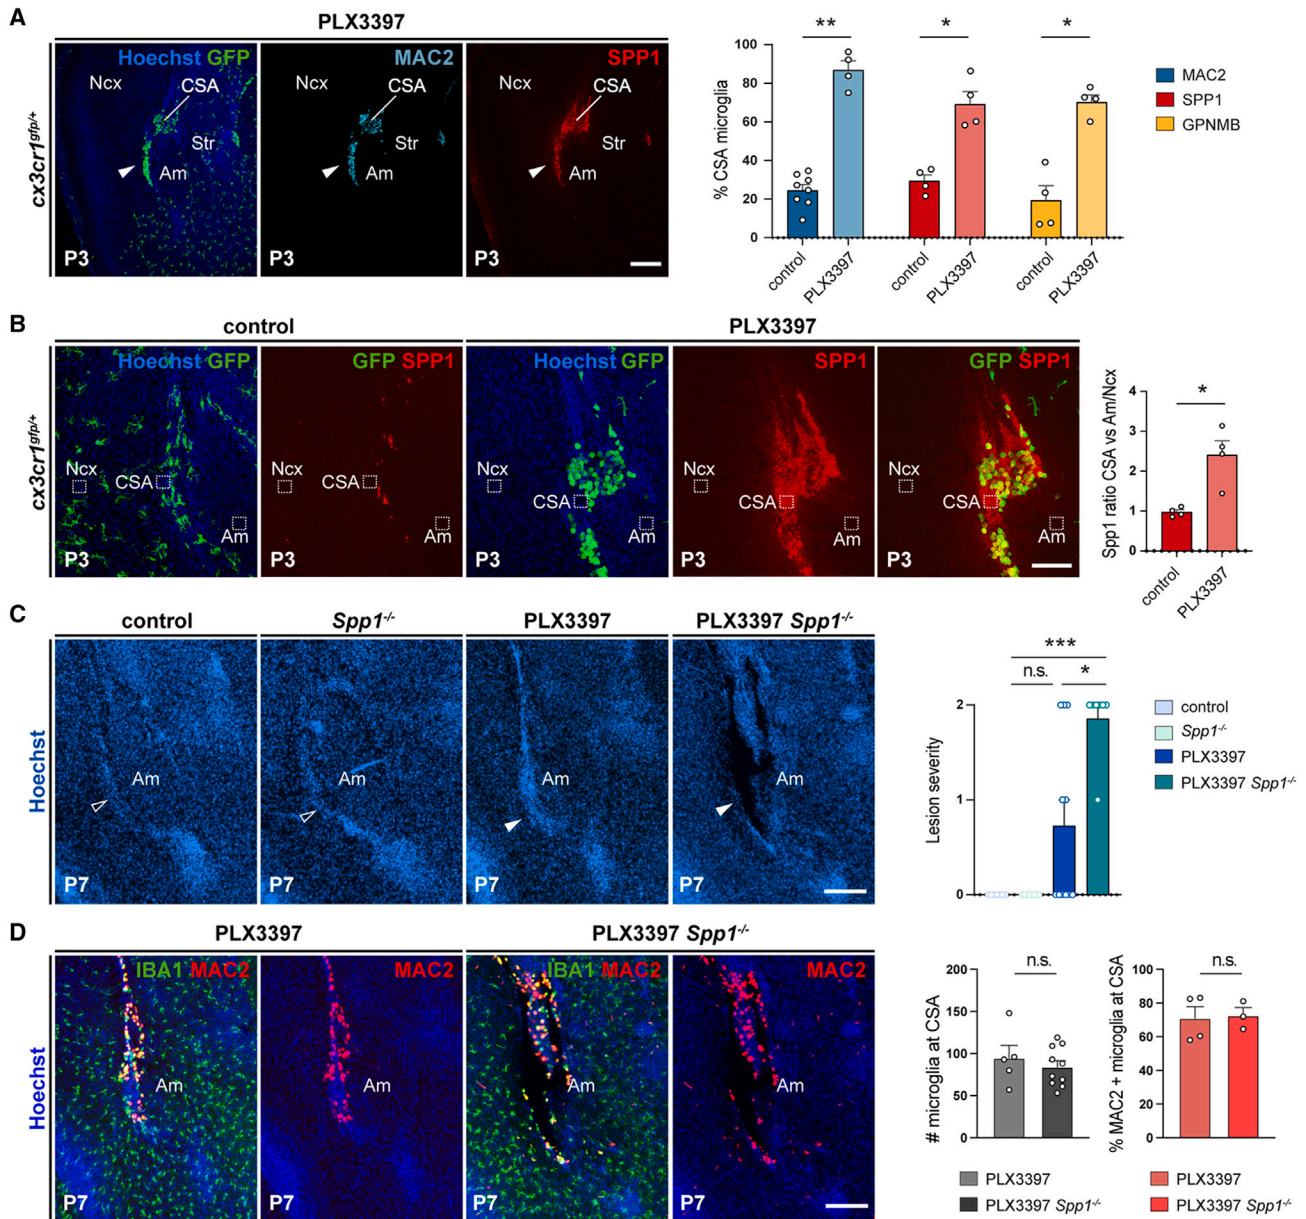 A
PLX3397
cx3cr1gfp/+
Hoechst GFP
Ncx
CSA
Str
Am
P3
MAC2
Ncx
CSA
Str
Am
P3
SPP1
Ncx
CSA
Str
Am
P3
% CSA microglia
100
80
60
40
20
0
**
*
*
control
PLX3397
control
PLX3397
control
PLX3397
MAC2
SPP1
GPNMB
B
control
PLX3397
cx3cr1gfp/+
Hoechst GFP
Ncx
CSA
Am
P3
GFP SPP1
Ncx
CSA
Am
P3
Hoechst GFP
Ncx
CSA
Am
P3
SPP1
Ncx
CSA
Am
P3
GFP SPP1
Ncx
CSA
Am
P3
Spp1 ratio CSA vs Am/Ncx
4
3
2
1
0
*
control
PLX3397
C
control
Spp1-/-
PLX3397
PLX3397 Spp1-/-
Hoechst
Am
P7
Am
P7
Am
P7
Am
P7
Lesion severity
2
1
0
***
n.s.
*
control
Spp1-/-
PLX3397
PLX3397 Spp1-/-
D
PLX3397
PLX3397 Spp1-/-
Hoechst
IBA1 MAC2
Am
P7
MAC2
Am
P7
IBA1 MAC2
Am
P7
MAC2
Am
P7
# microglia at CSA
200
150
100
50
0
n.s.
PLX3397
PLX3397 Spp1-/-
% MAC2 + microglia at CSA
100
80
60
40
20
0
n.s.
PLX3397
PLX3397 Spp1-/-